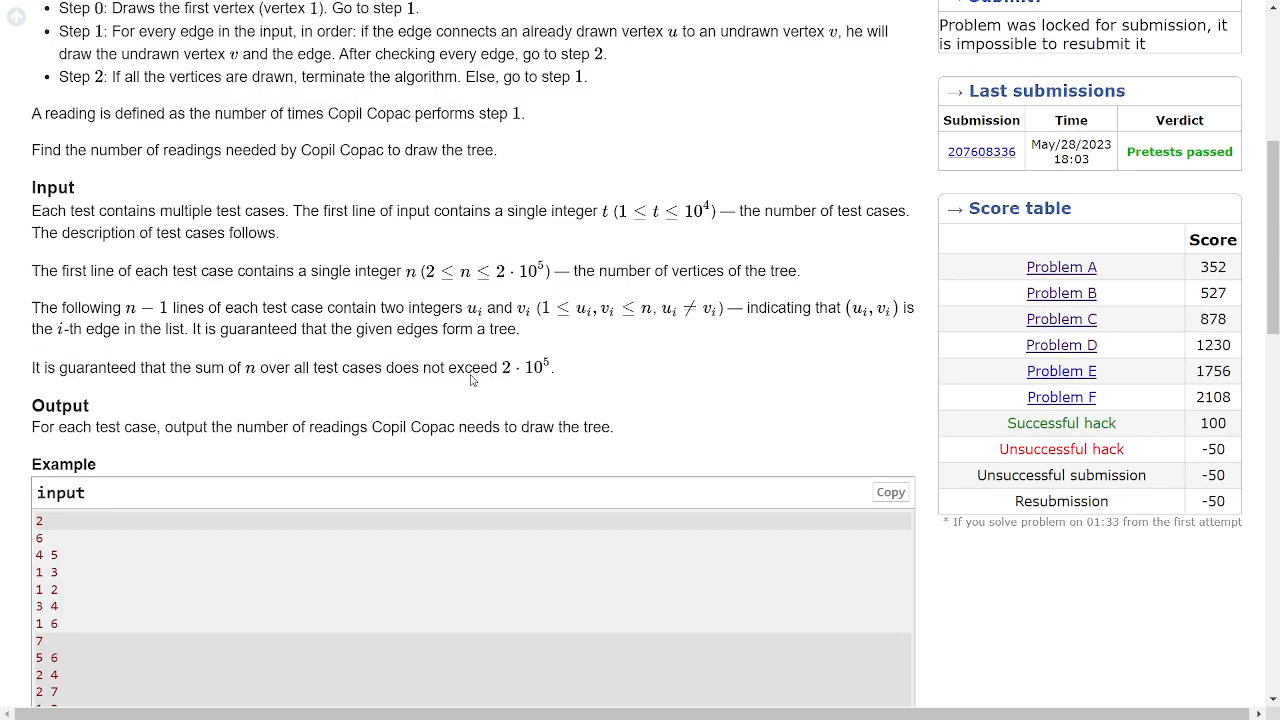 • Step 0: Draws the first vertex (vertex 1). Go to step 1.
• Step 1: For every edge in the input, in order: if the edge connects an already drawn vertex u to an undrawn vertex v, he will
draw the undrawn vertex v and the edge. After checking every edge, go to step 2.
• Step 2: If all the vertices are drawn, terminate the algorithm. Else, go to step 1.
A reading is defined as the number of times Copil Copac performs step 1.
Find the number of readings needed by Copil Copac to draw the tree.
Input
Each test contains multiple test cases. The first line of input contains a single integer t (1 ≤ t ≤ 10^4) — the number of test cases.
The description of test cases follows.
The first line of each test case contains a single integer n (2 ≤ n ≤ 2 · 10^5) — the number of vertices of the tree.
The following n − 1 lines of each test case contain two integers u_i and v_i (1 ≤ u_i, v_i ≤ n, u_i ≠ v_i) — indicating that (u_i, v_i) is
the i-th edge in the list. It is guaranteed that the given edges form a tree.
It is guaranteed that the sum of n over all test cases does not exceed 2 · 10^5.
Output
For each test case, output the number of readings Copil Copac needs to draw the tree.
Example
input
Copy
2
6
4 5
1 3
1 2
3 4
1 6
7
5 6
2 4
2 7
Problem was locked for submission, it
is impossible to resubmit it
→ Last submissions
Submission Time Verdict
207608336 May/28/2023 18:03 Pretests passed
→ Score table
Score
Problem A 352
Problem B 527
Problem C 878
Problem D 1230
Problem E 1756
Problem F 2108
Successful hack 100
Unsuccessful hack -50
Unsuccessful submission -50
Resubmission -50
* If you solve problem on 01:33 from the first attempt